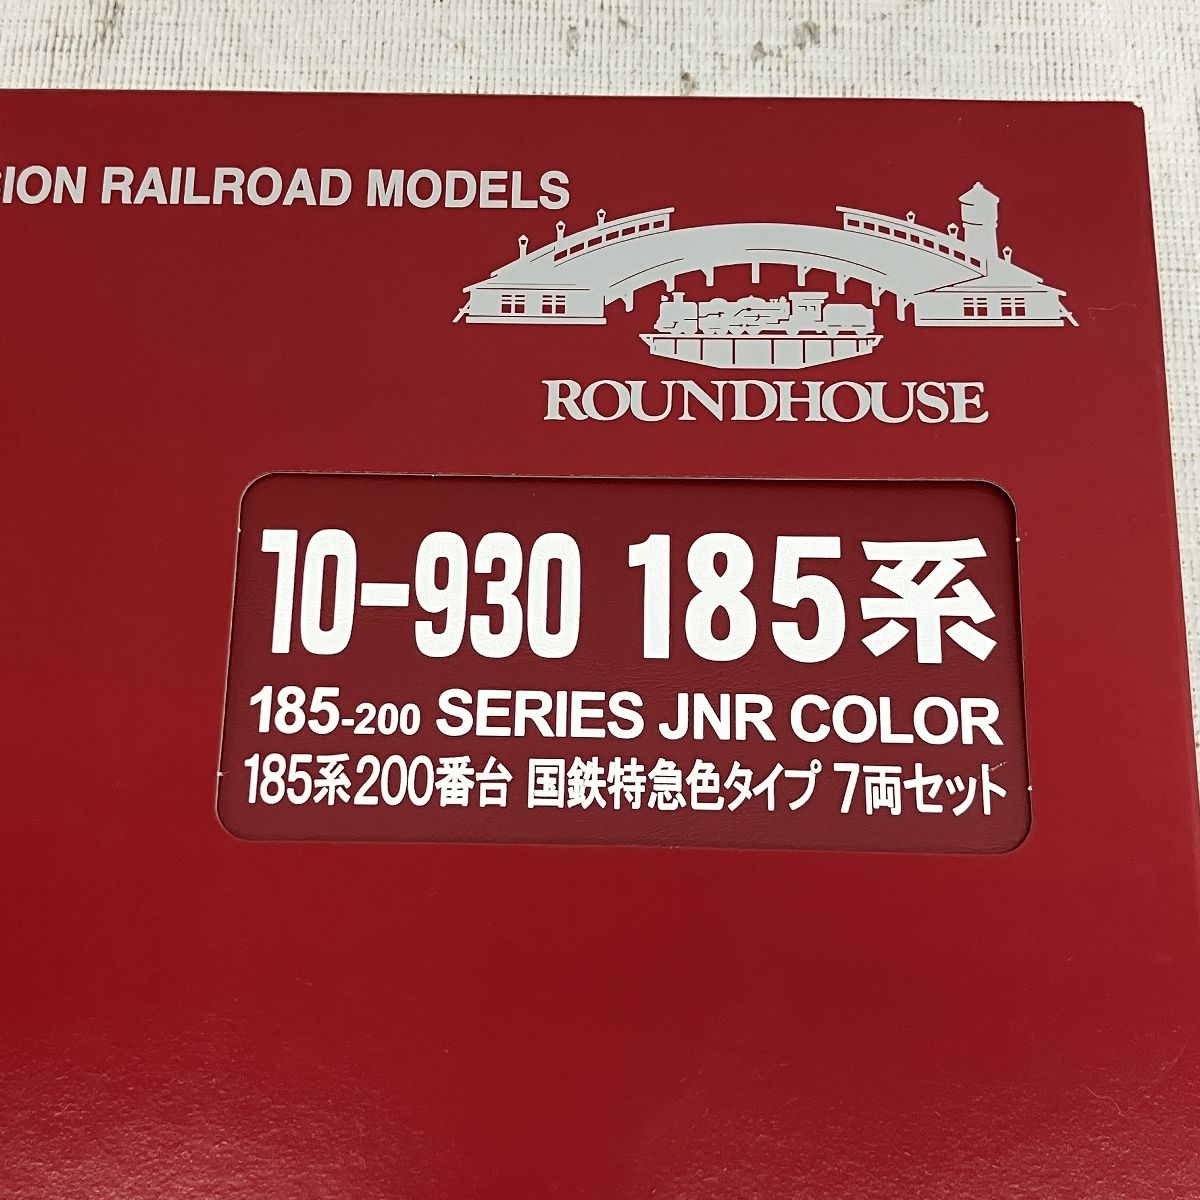 RAILROAD MODELS
ROUNDHOUSE
10-930 185系
185-200 SERIES JNR COLOR
185系200番台 国鉄特急色タイプ 7両セット